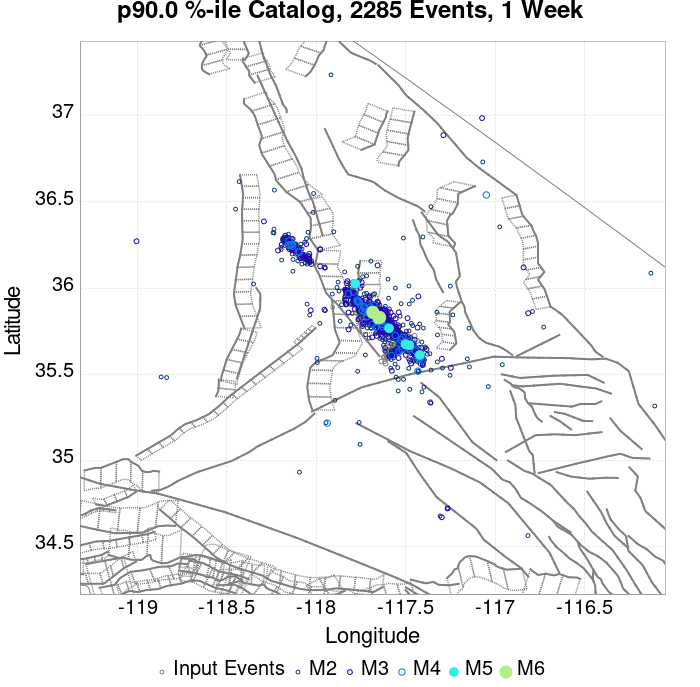 p90.0 %-ile Catalog, 2285 Events, 1 Week
37
36.5
36
35.5
35
34.5
Latitude
-119 -118.5 -118 -117.5 -117 -116.5
Longitude
Input Events M2 M3 M4 M5 M6